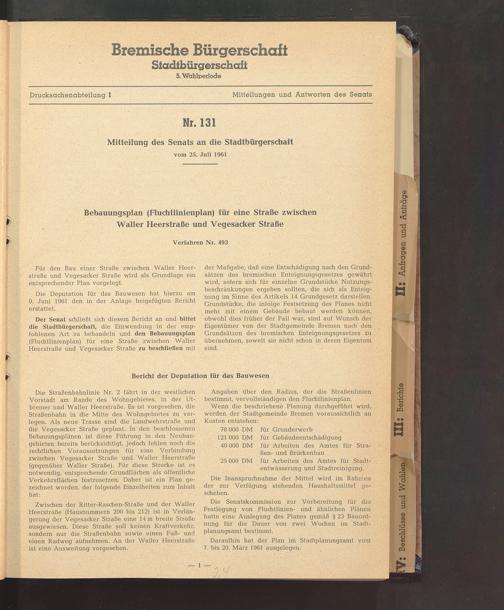 Bremische Bürgerschaft
Stadtbürgerschaft
5. Wahlperiode
Drucksachenabteilung I
Mitteilungen und Antworten des Senats
Nr. 131
Mitteilung des Senats an die Stadtbürgerschaft
vom 25. Juli 1961
Bebauungsplan (Fluchtlinienplan) für eine Straße zwischen
Waller Heerstraße und Vegesacker Straße
Verfahren Nr. 493
Für den Bau einer Straße zwischen Waller Heer-
straße und Vegesacker Straße wird als Grundlage ein
entsprechender Plan vorgelegt.
Die Deputation für das Bauwesen hat hierzu am
9. Juni 1961 den in der Anlage beigefügten Bericht
erstattet.
Der Senat schließt sich diesem Bericht an und bittet
die Stadtbürgerschaft, die Einwendung in der emp-
fohlenen Art zu behandeln und den Bebauungsplan
(Fluchtlinienplan) für eine Straße zwischen Waller
Heerstraße und Vegesacker Straße zu beschließen mit
der Maßgabe, daß eine Entschädigung nach den Grund-
sätzen des bremischen Enteignungsgesetzes gewährt
wird, sofern sich für einzelne Grundstücke Nutzungs-
beschränkungen ergeben sollten, die sich als Enteig-
nung im Sinne des Artikels 14 Grundgesetz darstellen.
Grundstücke, die infolge Festsetzung des Planes nicht
mehr mit einem Gebäude bebaut werden können,
obwohl dies früher der Fall war, sind auf Wunsch der
Eigentümer von der Stadtgemeinde Bremen nach den
Grundsätzen des bremischen Enteignungsgesetzes zu
übernehmen, soweit sie nicht schon in deren Eigentum
sind.
Bericht der Deputation für das Bauwesen
Die Straßenbahnlinie Nr. 2 fährt in der westlichen
Vorstadt am Rande des Wohngebietes, in der Ut-
bremer und Waller Heerstraße. Es ist vorgesehen, die
Straßenbahn in die Mitte des Wohngebietes zu ver-
legen. Als neue Trasse sind die Landwehrstraße und
die Vegesacker Straße geplant. In den beschlossenen
Bebauungsplänen ist diese Führung in den Neubau-
gebieten bereits berücksichtigt, jedoch fehlen noch die
rechtlichen Voraussetzungen für eine Verbindung
zwischen Vegesacker Straße und Waller Heerstraße
(gegenüber Waller Straße). Für diese Strecke ist es
notwendig, entsprechende Grundflächen als öffentliche
Verkehrsflächen festzusetzen. Daher ist ein Plan ge-
zeichnet worden, der folgende Einzelheiten zum Inhalt
hat:
Zwischen der Ritter-Raschen-Straße und der Waller
Heerstraße (Hausnummern 200 bis 212) ist in Verlän-
gerung der Vegesacker Straße eine 14 m breite Straße
ausgewiesen. Diese Straße soll keinen Kraftverkehr,
sondern nur die Straßenbahn sowie einen Fuß- und
einen Radweg aufnehmen. An der Waller Heerstraße
ist eine Ausweitung vorgesehen.
Angaben über den Radius, der die Straßenlinien
bestimmt, vervollständigen den Fluchtlinienplan.
Wenn die beschriebene Planung durchgeführt wird,
werden der Stadtgemeinde Bremen voraussichtlich an
Kosten entstehen:
78 000 DM für Grunderwerb
121 000 DM für Gebäudeentschädigung
40 000 DM für Arbeiten des Amtes für Stra-
ßen- und Brückenbau
25 000 DM für Arbeiten des Amtes für Stadt-
entwässerung und Stadtreinigung.
Die Inanspruchnahme der Mittel wird im Rahmen
der zur Verfügung stehenden Haushaltsmittel ge-
schehen.
Die Senatskommission zur Vorbereitung für die
Festlegung von Fluchtlinien- und ähnlichen Plänen
hatte eine Auslegung des Planes gemäß § 23 Bauord-
nung für die Dauer von zwei Wochen im Stadt-
planungsamt bestimmt.
Daraufhin hat der Plan im Stadtplanungsamt vom
7. bis 20. März 1961 ausgelegen.
— 1 —
24
II: Anfragen und Anträge
III: Berichte
IV: Beschlüsse und Wahlen